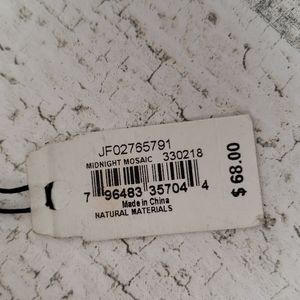 JF02765791
MIDNIGHT MOSAIC 330218
7 96483 35704 4
Made in China
NATURAL MATERIALS
$ 68.00